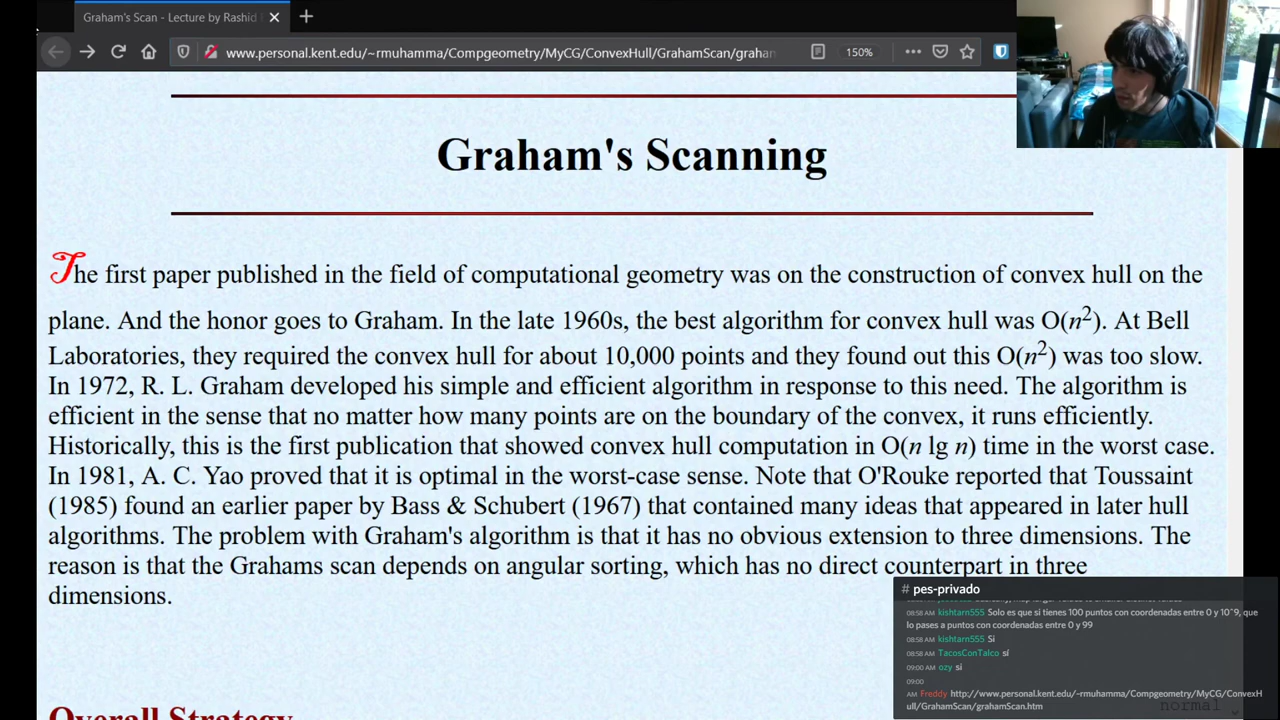 Graham's Scan - Lecture by Rashid
www.personal.kent.edu/~rmuhamma/Compgeometry/MyCG/ConvexHull/GrahamScan/graham
150%
Graham's Scanning
The first paper published in the field of computational geometry was on the construction of convex hull on the
plane. And the honor goes to Graham. In the late 1960s, the best algorithm for convex hull was O(n²). At Bell
Laboratories, they required the convex hull for about 10,000 points and they found out this O(n²) was too slow.
In 1972, R. L. Graham developed his simple and efficient algorithm in response to this need. The algorithm is
efficient in the sense that no matter how many points are on the boundary of the convex, it runs efficiently.
Historically, this is the first publication that showed convex hull computation in O(n lg n) time in the worst case.
In 1981, A. C. Yao proved that it is optimal in the worst-case sense. Note that O'Rouke reported that Toussaint
(1985) found an earlier paper by Bass & Schubert (1967) that contained many ideas that appeared in later hull
algorithms. The problem with Graham's algorithm is that it has no obvious extension to three dimensions. The
reason is that the Grahams scan depends on angular sorting, which has no direct counterpart in three
dimensions.
Overall Strategy
# pes-privado
08:58 AM kishtarn555 Solo es que si tienes 100 puntos con coordenadas entre 0 y 10^9, que
lo pases a puntos con coordenadas entre 0 y 99
08:58 AM kishtarn555 Si
08:58 AM TacosConTalco sí
09:00 AM ozy si
09:00
AM Freddy http://www.personal.kent.edu/~rmuhamma/Compgeometry/MyCG/ConvexH
ull/GrahamScan/grahamScan.htm
normal